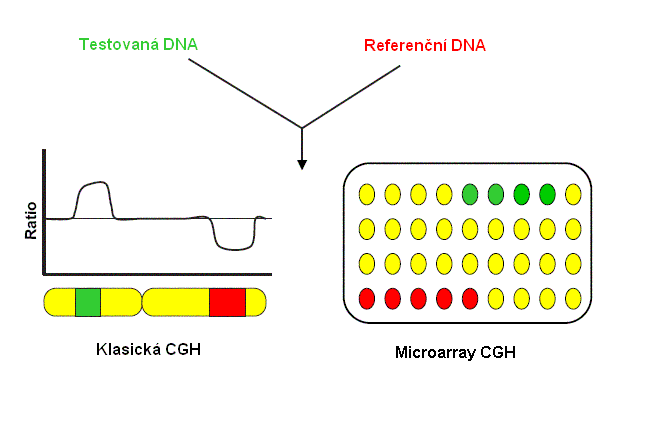 Testovaná DNA
Referenční DNA
Ratio
Klasická CGH
Microarray CGH